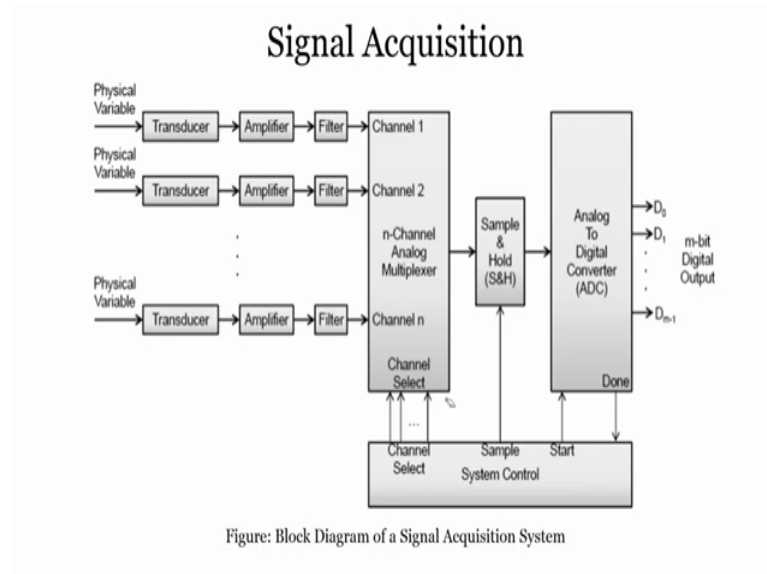 Signal Acquisition
Physical
Variable
Transducer
Amplifier
Filter
Channel 1
Physical
Variable
Transducer
Amplifier
Filter
Channel 2
n-Channel
Analog
Multiplexer
Physical
Variable
Transducer
Amplifier
Filter
Channel n
Channel
Select
Sample
&
Hold
(S&H)
Analog
To
Digital
Converter
(ADC)
Done
D0
D1
Dm-1
m-bit
Digital
Output
...
Channel
Select
Sample
Start
System Control
Figure: Block Diagram of a Signal Acquisition System